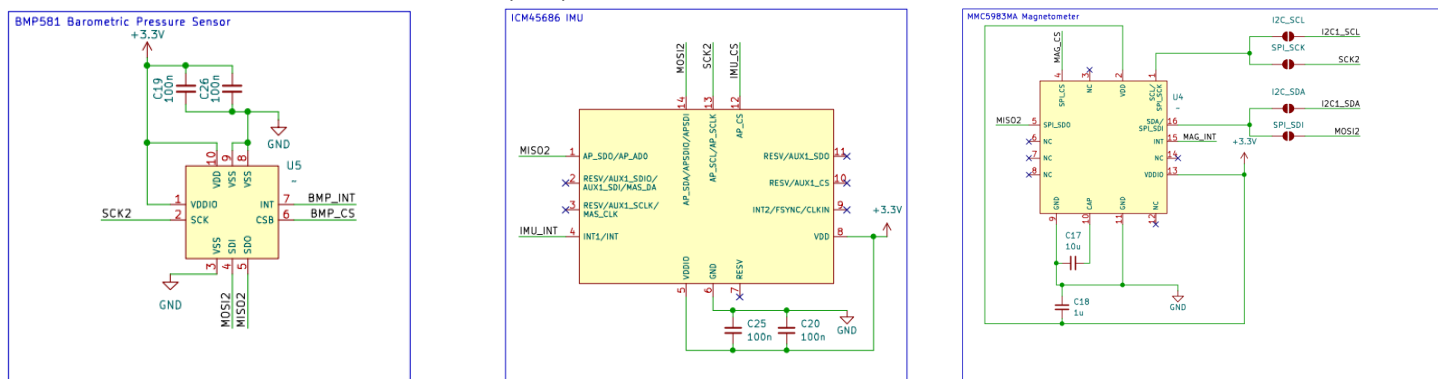 BMP581 Barometric Pressure Sensor
+3.3V
C19
100n
C26
100n
GND
U5
-
10
9
8
VDD
VSS
VSS
1
VDDIO
INT
7
BMP_INT
SCK2
2
SCK
CSB
6
BMP_CS
VSS
SDI
SDO
3
4
5
GND
MOSI2
MISO2
ICM45686 IMU
MOSI2
SCK2
IMU_CS
14
13
12
AP_SDA/APSDIO/APSDI
AP_SCL/AP_SCLK
AP_CS
MISO2
1
AP_SDO/AP_AD0
RESV/AUX1_SDO
11
2
RESV/AUX1_SDIO/
AUX1_SDI/MAS_DA
RESV/AUX1_CS
10
3
RESV/AUX1_SCLK/
MAS_CLK
INT2/FSYNC/CLKIN
9
+3.3V
IMU_INT
4
INT1/INT
VDD
8
VDDIO
GND
RESV
5
6
7
C25
100n
C20
100n
GND
MMC5983MA Magnetometer
MAG_CS
4
3
2
1
SPI_CS
NC
VDD
SCL/
SPI_SCK
U4
-
I2C_SCL
I2C1_SCL
SPI_SCK
SCK2
I2C_SDA
I2C1_SDA
SPI_SDI
MOSI2
MISO2
5
SPI_SDO
SDA/
SPI_SDI
16
6
NC
INT
15
MAG_INT
7
NC
NC
14
8
NC
VDDIO
13
+3.3V
GND
CAP
GND
NC
9
10
11
12
C17
10u
C18
1u
GND